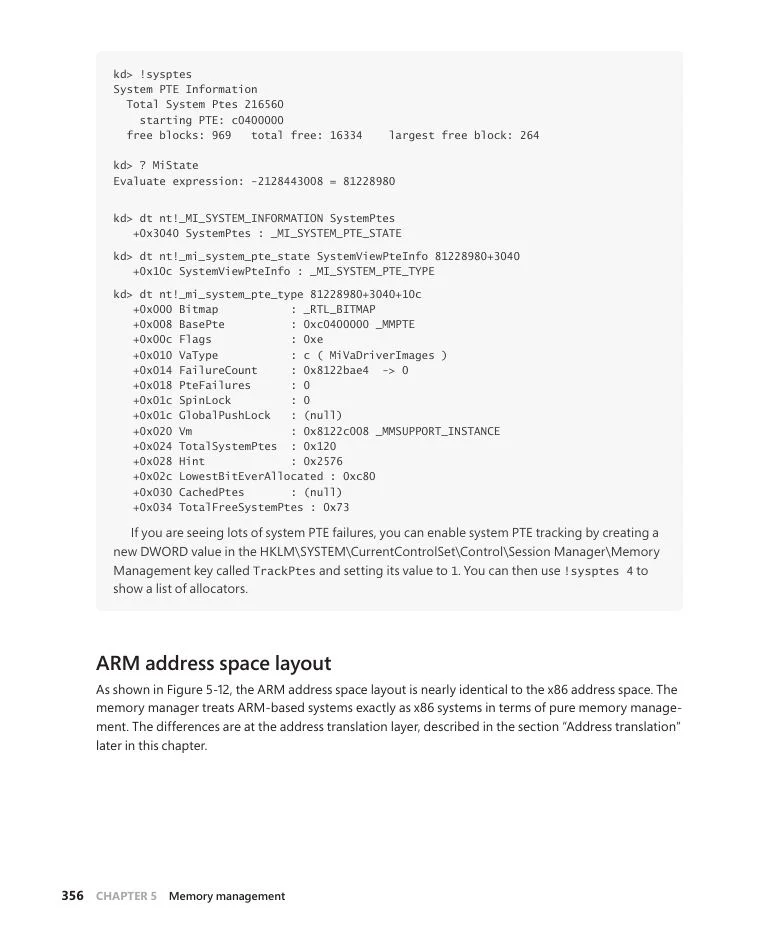 kd> !sysptes
System PTE Information
  Total System Ptes 216560
    starting PTE: c0400000
  free blocks: 969   total free: 16334    largest free block: 264
kd> ? MiState
Evaluate expression: -2128443008 = 81228980
kd> dt nt!_MI_SYSTEM_INFORMATION SystemPtes
   +0x3040 SystemPtes : _MI_SYSTEM_PTE_STATE
kd> dt nt!_mi_system_pte_state SystemViewPteInfo 81228980+3040
   +0x10c SystemViewPteInfo : _MI_SYSTEM_PTE_TYPE
kd> dt nt!_mi_system_pte_type 81228980+3040+10c
   +0x000 Bitmap           : _RTL_BITMAP
   +0x008 BasePte          : 0xc0400000 _MMPTE
   +0x00c Flags            : 0xe
   +0x010 VaType           : c ( MiVaDriverImages )
   +0x014 FailureCount     : 0x8122bae4  -> 0
   +0x018 PteFailures      : 0
   +0x01c SpinLock         : 0
   +0x01c GlobalPushLock   : (null)
   +0x020 Vm               : 0x8122c008 _MMSUPPORT_INSTANCE
   +0x024 TotalSystemPtes  : 0x120
   +0x028 Hint             : 0x2576
   +0x02c LowestBitEverAllocated : 0xc80
   +0x030 CachedPtes       : (null)
   +0x034 TotalFreeSystemPtes : 0x73
If you are seeing lots of system PTE failures, you can enable system PTE tracking by creating a
new DWORD value in the HKLM\SYSTEM\CurrentControlSet\Control\Session Manager\Memory
Management key called TrackPtes and setting its value to 1. You can then use !sysptes 4 to
show a list of allocators.
ARM address space layout
As shown in Figure 5-12, the ARM address space layout is nearly identical to the x86 address space. The
memory manager treats ARM-based systems exactly as x86 systems in terms of pure memory manage-
ment. The differences are at the address translation layer, described in the section “Address translation”
later in this chapter.
356 CHAPTER 5 Memory management